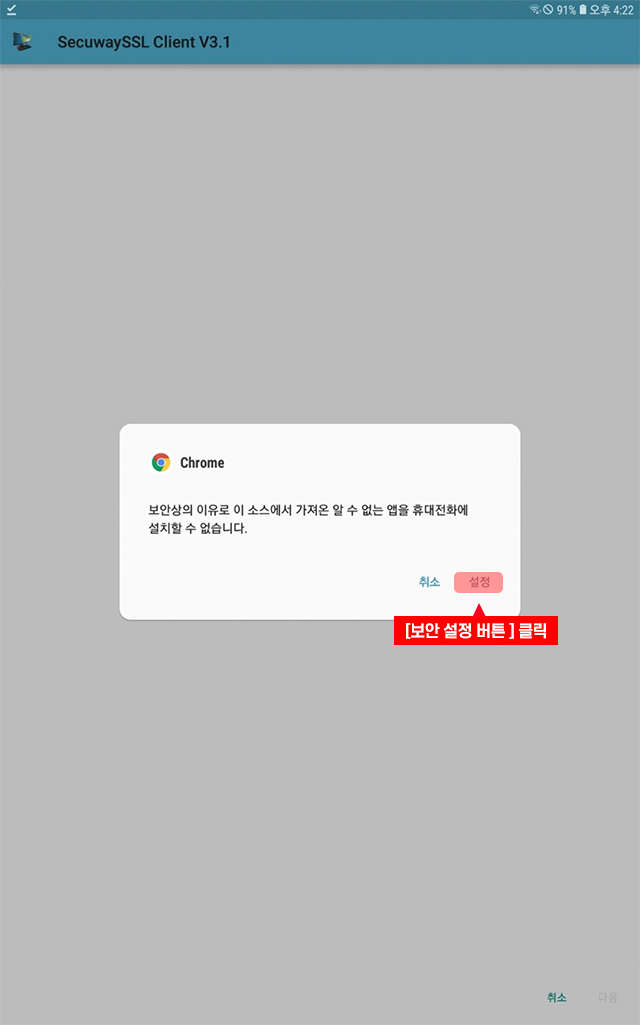 91% 오후 4:22
SecuwaySSL Client V3.1
Chrome
보안상의 이유로 이 소스에서 가져온 알 수 없는 앱을 휴대전화에
설치할 수 없습니다.
취소 설정
[보안 설정 버튼 ] 클릭
취소 다음